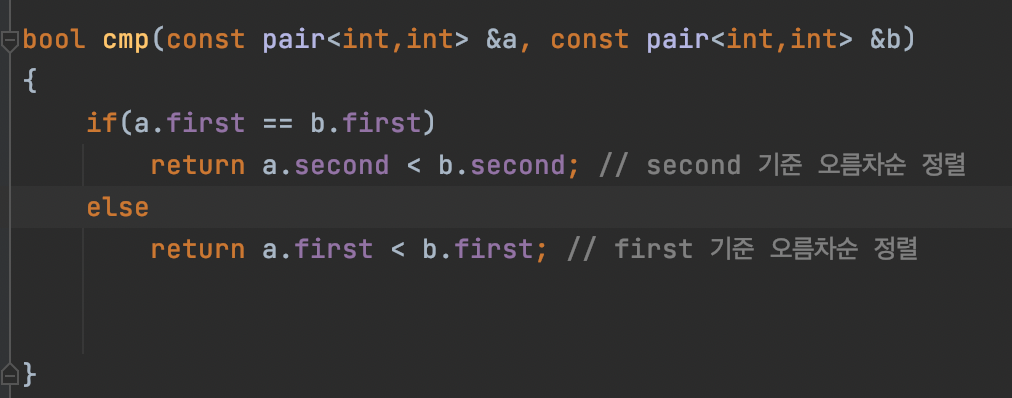 bool cmp(const pair<int,int> &a, const pair<int,int> &b)
{
if(a.first == b.first)
return a.second < b.second; // second 기준 오름차순 정렬
else
return a.first < b.first; // first 기준 오름차순 정렬
}